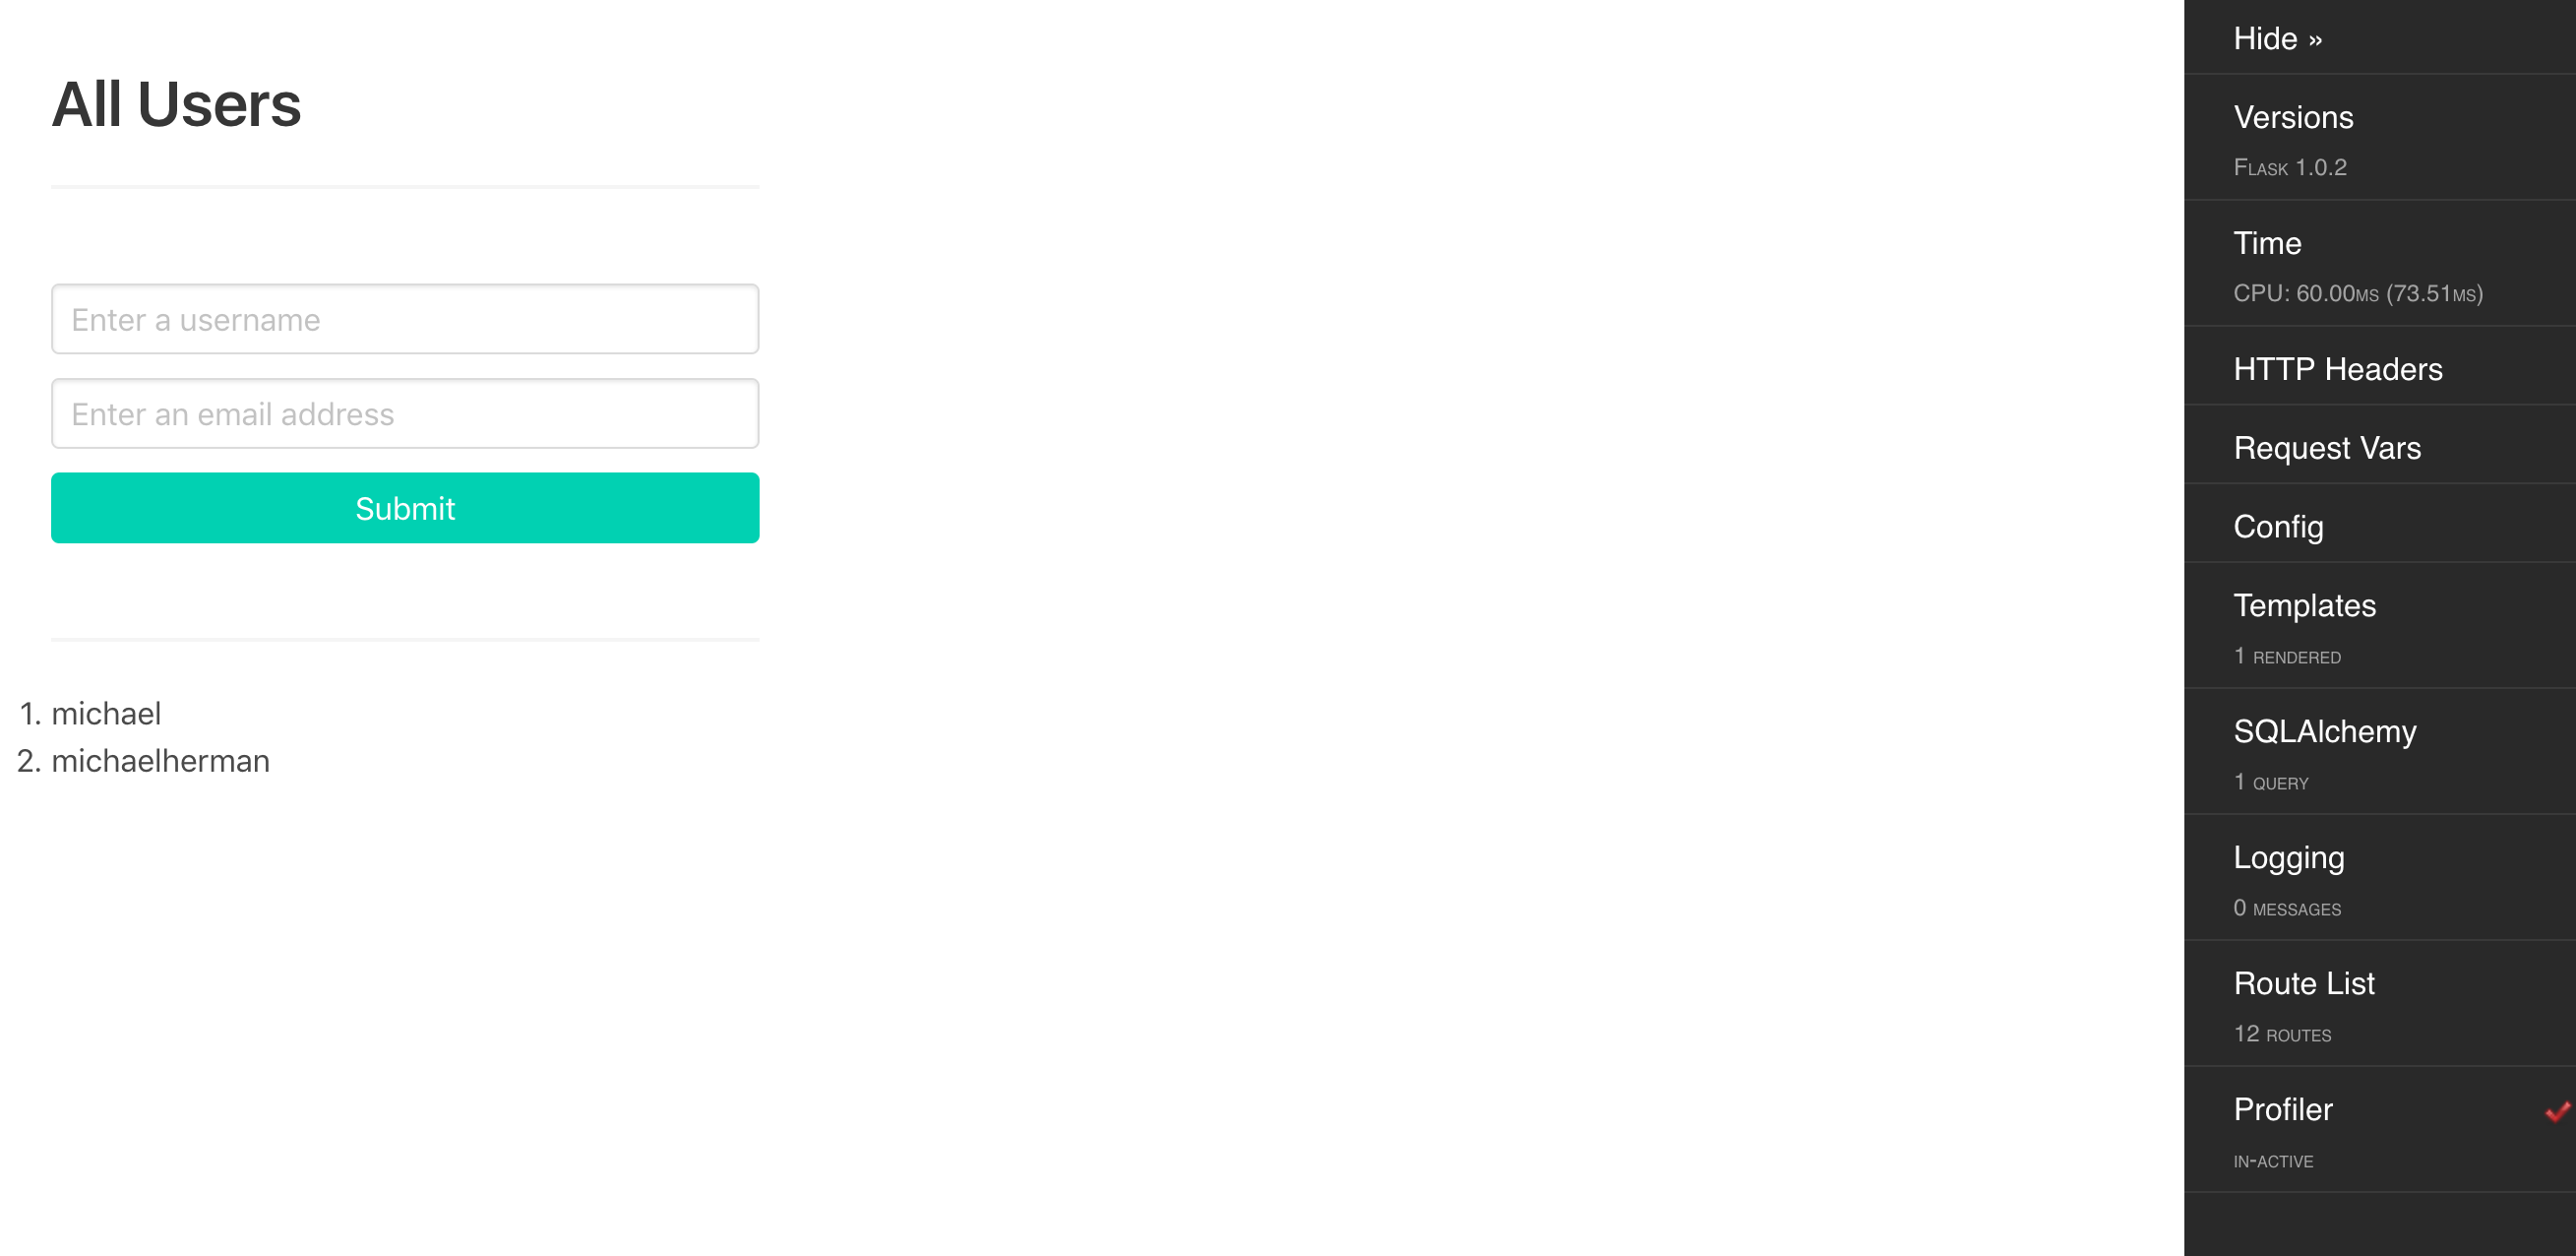 All Users
Enter a username
Enter an email address
Submit
1. michael
2. michaelherman
Hide »
Versions
Flask 1.0.2
Time
CPU: 60.00ms (73.51ms)
HTTP Headers
Request Vars
Config
Templates
1 rendered
SQLAlchemy
1 query
Logging
0 messages
Route List
12 routes
Profiler
in-active